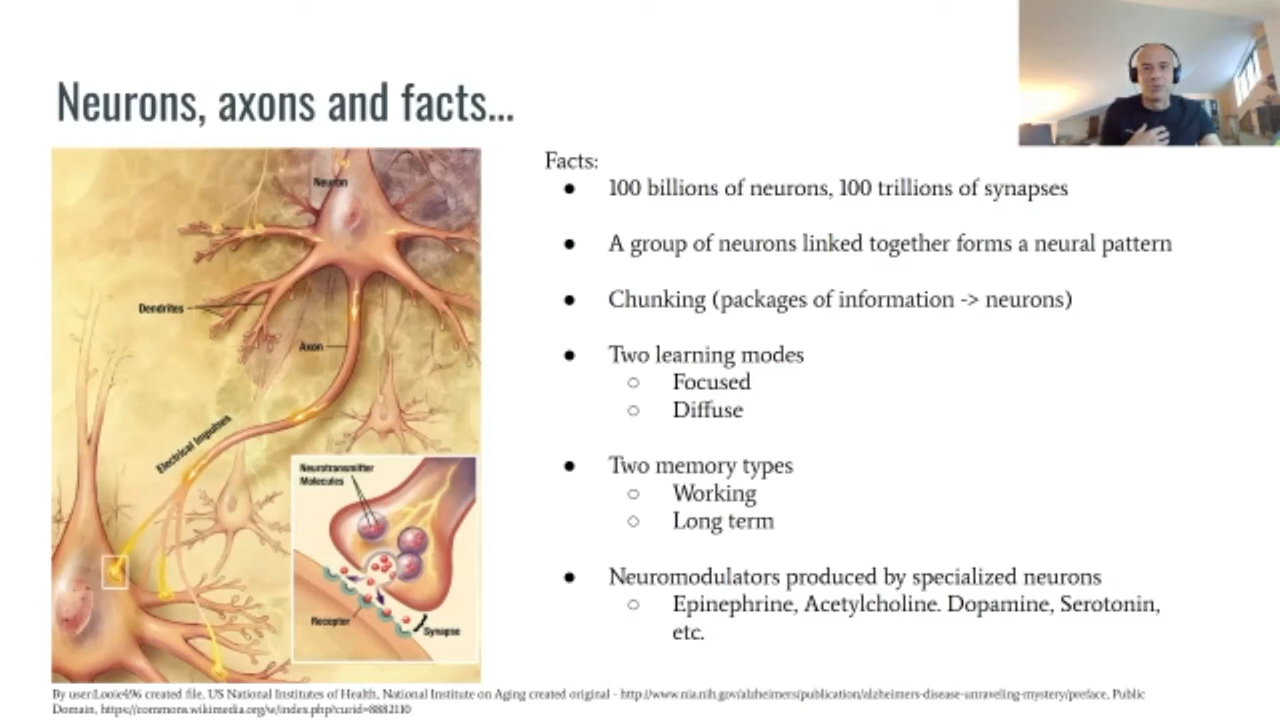 Neurons, axons and facts...
Neuron
Dendrites
Axon
Electrical Impulses
Neurotransmitter
Molecules
Receptor
Synapse
Facts:
● 100 billions of neurons, 100 trillions of synapses
● A group of neurons linked together forms a neural pattern
● Chunking (packages of information -> neurons)
● Two learning modes
○ Focused
○ Diffuse
● Two memory types
○ Working
○ Long term
● Neuromodulators produced by specialized neurons
○ Epinephrine, Acetylcholine. Dopamine, Serotonin,
etc.
By user:Looie496 created file, US National Institutes of Health, National Institute on Aging created original - http://www.nia.nih.gov/alzheimers/publication/alzheimers-disease-unraveling-mystery/preface, Public
Domain, https://commons.wikimedia.org/w/index.php?curid=8882110